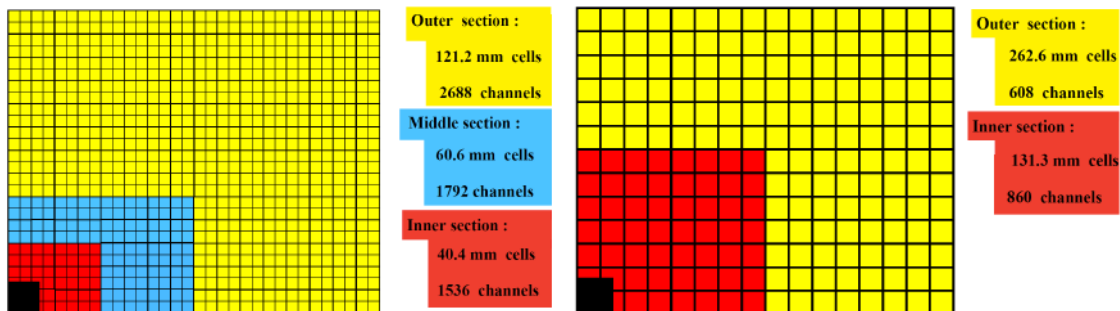 Outer section :
121.2 mm cells
2688 channels
Middle section :
60.6 mm cells
1792 channels
Inner section :
40.4 mm cells
1536 channels
Outer section :
262.6 mm cells
608 channels
Inner section :
131.3 mm cells
860 channels